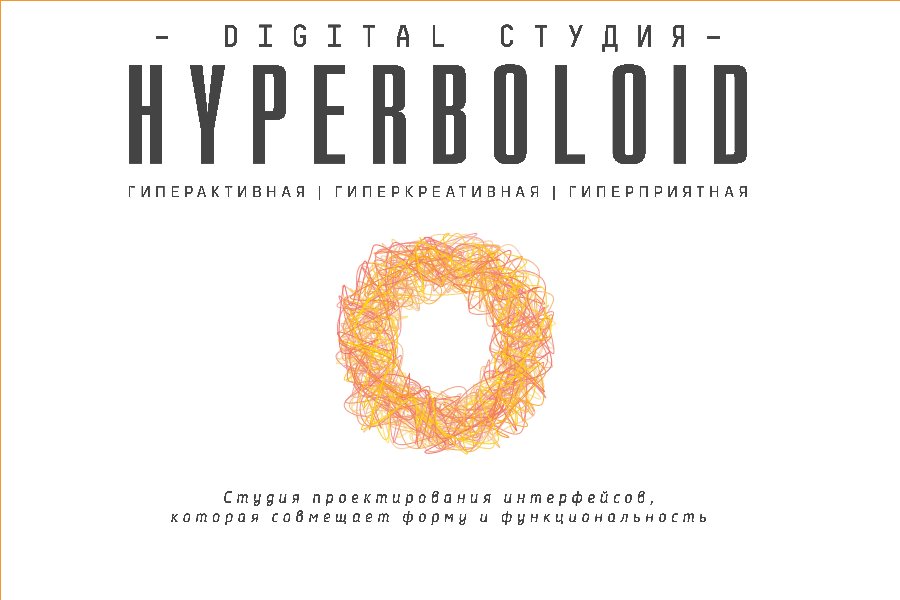 – DIGITAL СТУДИЯ –
HYPERBOLOID
ГИПЕРАКТИВНАЯ | ГИПЕРКРЕАТИВНАЯ | ГИПЕРПРИЯТНАЯ
Студия проектирования интерфейсов,
которая совмещает форму и функциональность